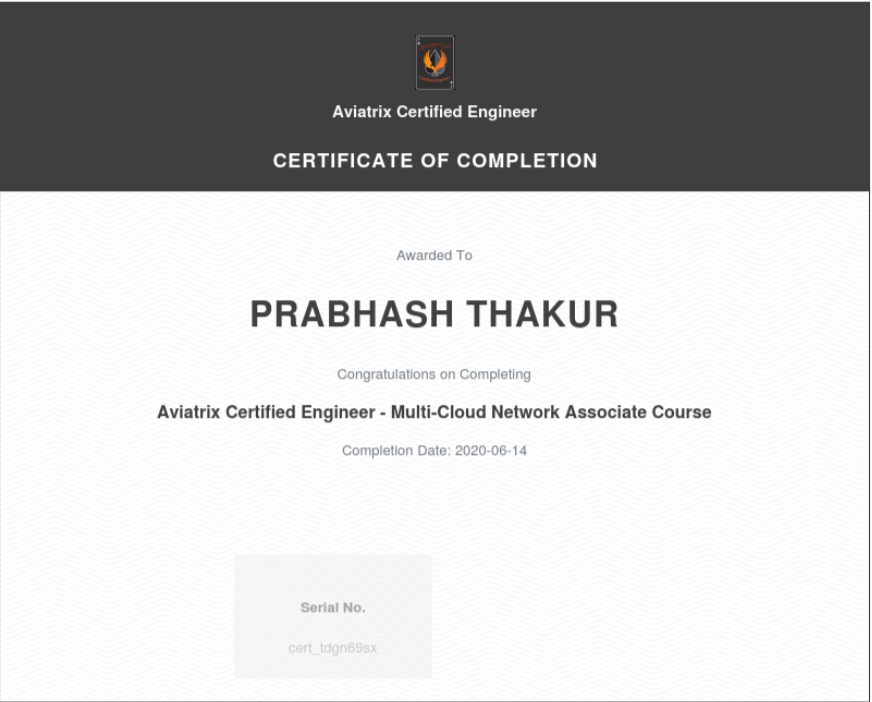 Aviatrix Certified Engineer
CERTIFICATE OF COMPLETION
Awarded To
PRABHASH THAKUR
Congratulations on Completing
Aviatrix Certified Engineer - Multi-Cloud Network Associate Course
Completion Date: 2020-06-14
Serial No.
cert_tdgn69sx